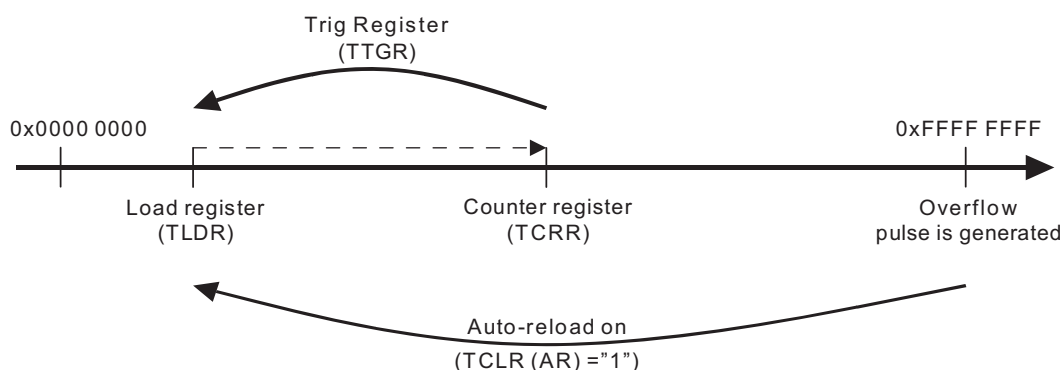 Trig Register
(TTGR)
0x0000 0000
0xFFFF FFFF
Load register
(TLDR)
Counter register
(TCRR)
Overflow
pulse is generated
Auto-reload on
(TCLR (AR) =”1”)